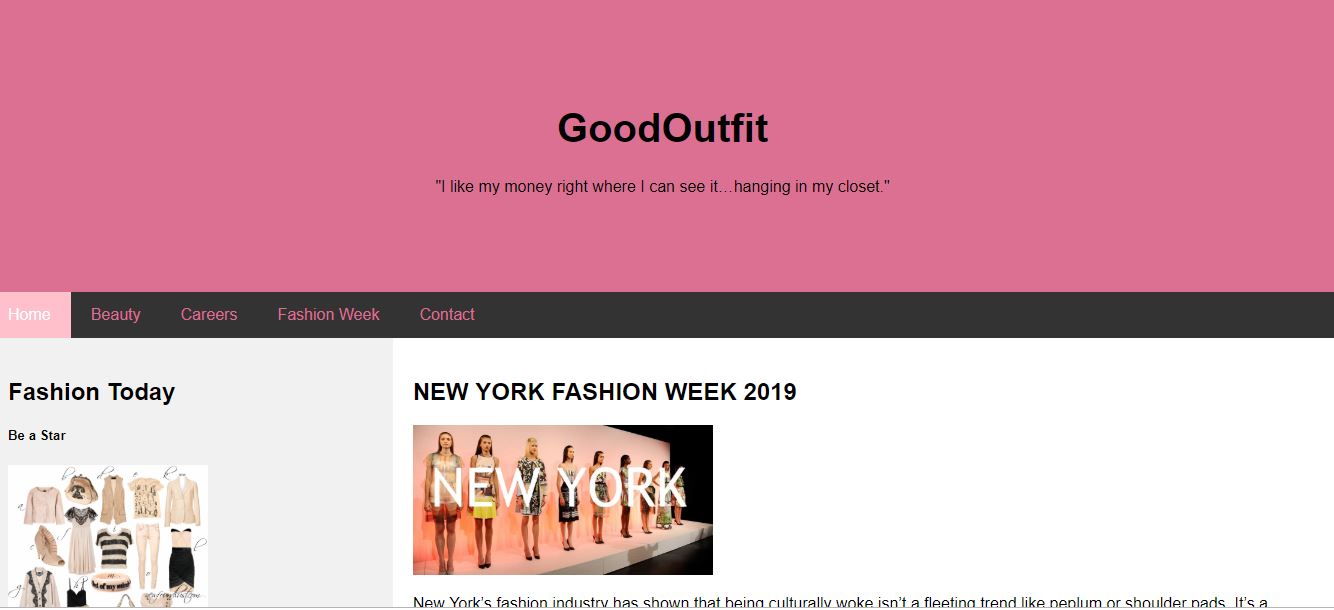 GoodOutfit
"I like my money right where I can see it…hanging in my closet."
Home Beauty Careers Fashion Week Contact
Fashion Today
Be a Star
NEW YORK FASHION WEEK 2019
NEW YORK
New York's fashion industry has shown that being culturally woke isn't a fleeting trend like peplum or shoulder pads. It's a